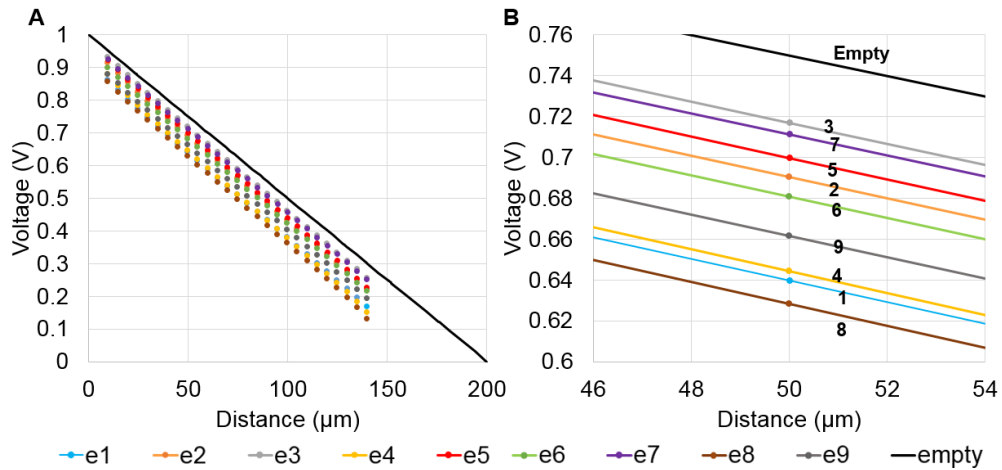 A
B
Voltage (V)
1
0.9
0.8
0.7
0.6
0.5
0.4
0.3
0.2
0.1
0
0 50 100 150 200
Distance (µm)
Voltage (V)
0.76
0.74
0.72
0.7
0.68
0.66
0.64
0.62
0.6
Empty
3
7
5
2
6
9
4
1
8
46 48 50 52 54
Distance (µm)
e1 e2 e3 e4 e5 e6 e7 e8 e9 empty